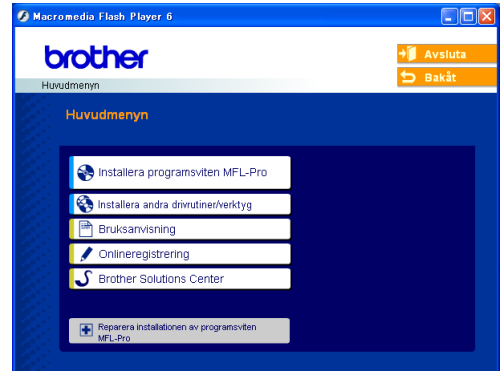 Macromedia Flash Player 6
brother
Avsluta
Bakåt
Huvudmenyn
Huvudmenyn
Installera programsviten MFL-Pro
Installera andra drivrutiner/verktyg
Bruksanvisning
Onlineregistrering
Brother Solutions Center
Reparera installationen av programsviten
MFL-Pro